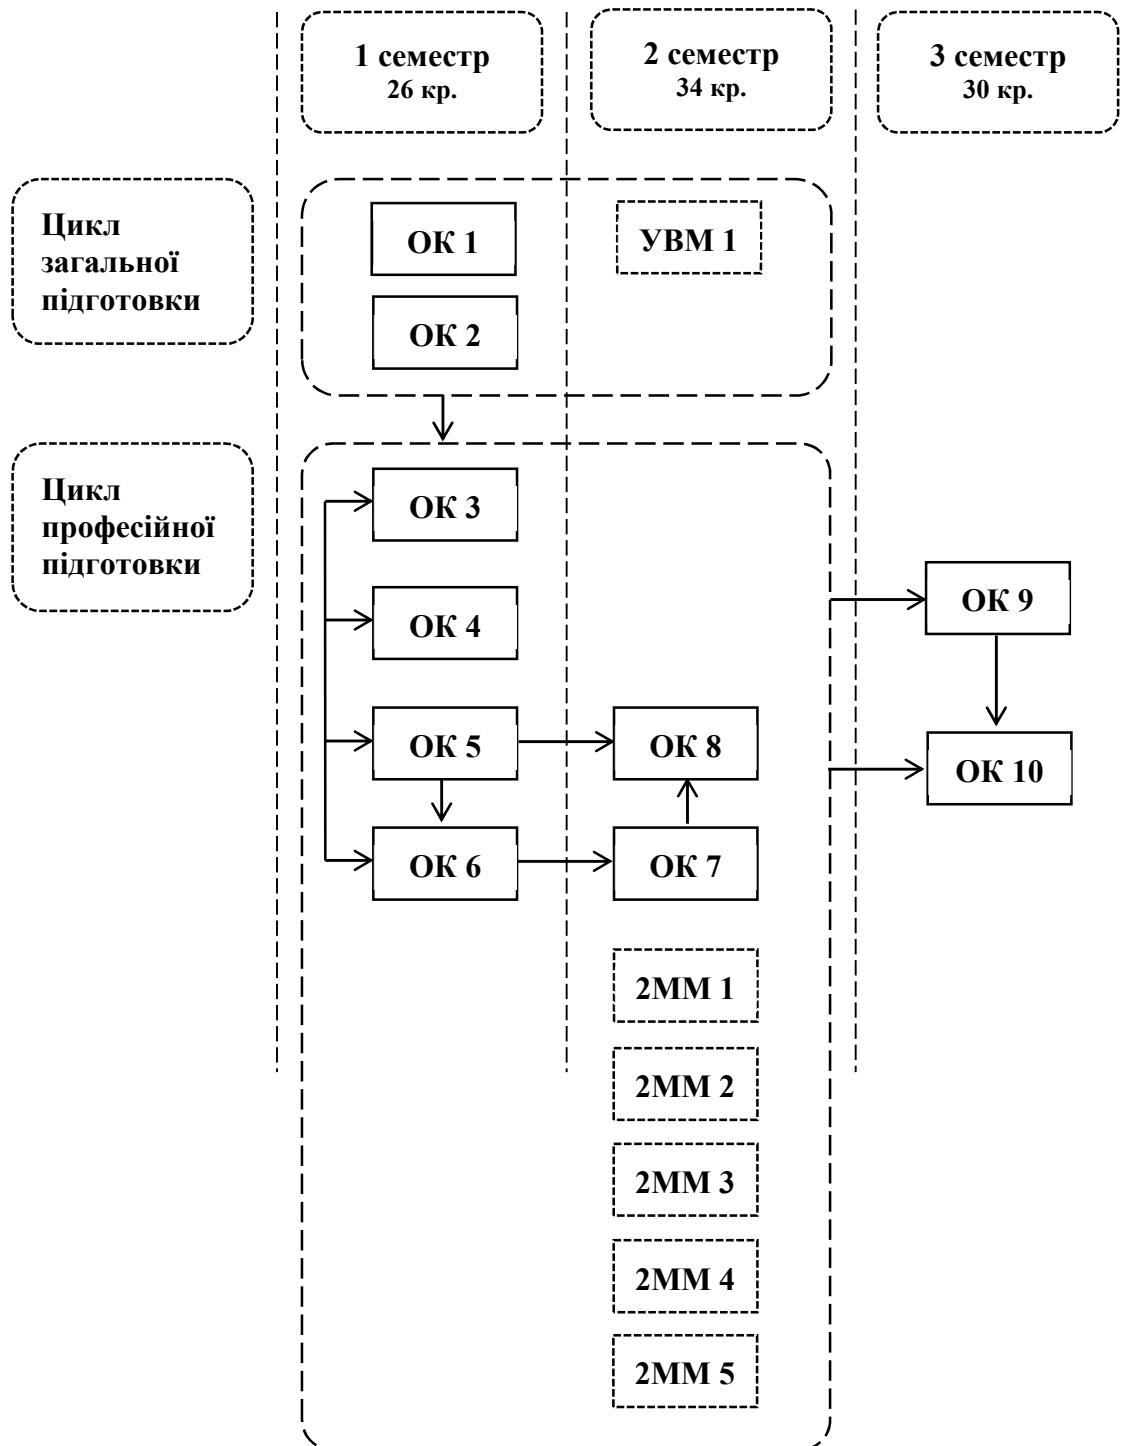 1 семестр
26 кр.
2 семестр
34 кр.
3 семестр
30 кр.
Цикл
загальної
підготовки
ОК 1
УВМ 1
ОК 2
Цикл
професійної
підготовки
ОК 3
ОК 4
ОК 9
ОК 5
ОК 8
ОК 10
ОК 6
ОК 7
2ММ 1
2ММ 2
2ММ 3
2ММ 4
2ММ 5